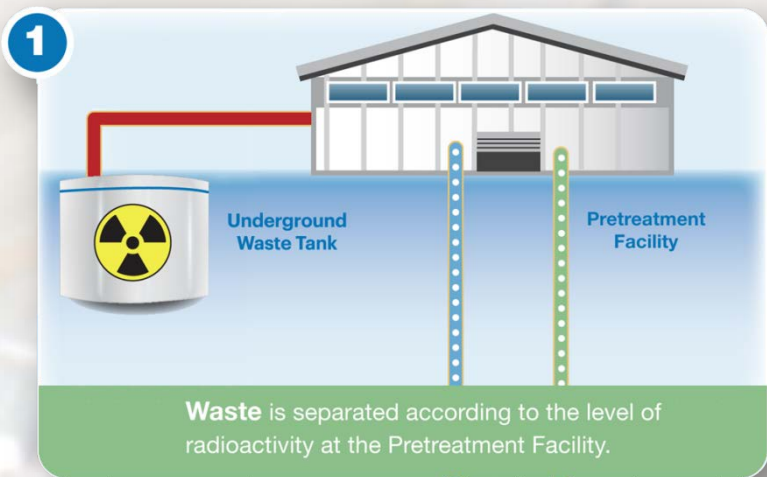 1
Underground
Waste Tank
Pretreatment
Facility
Waste is separated according to the level of
radioactivity at the Pretreatment Facility.